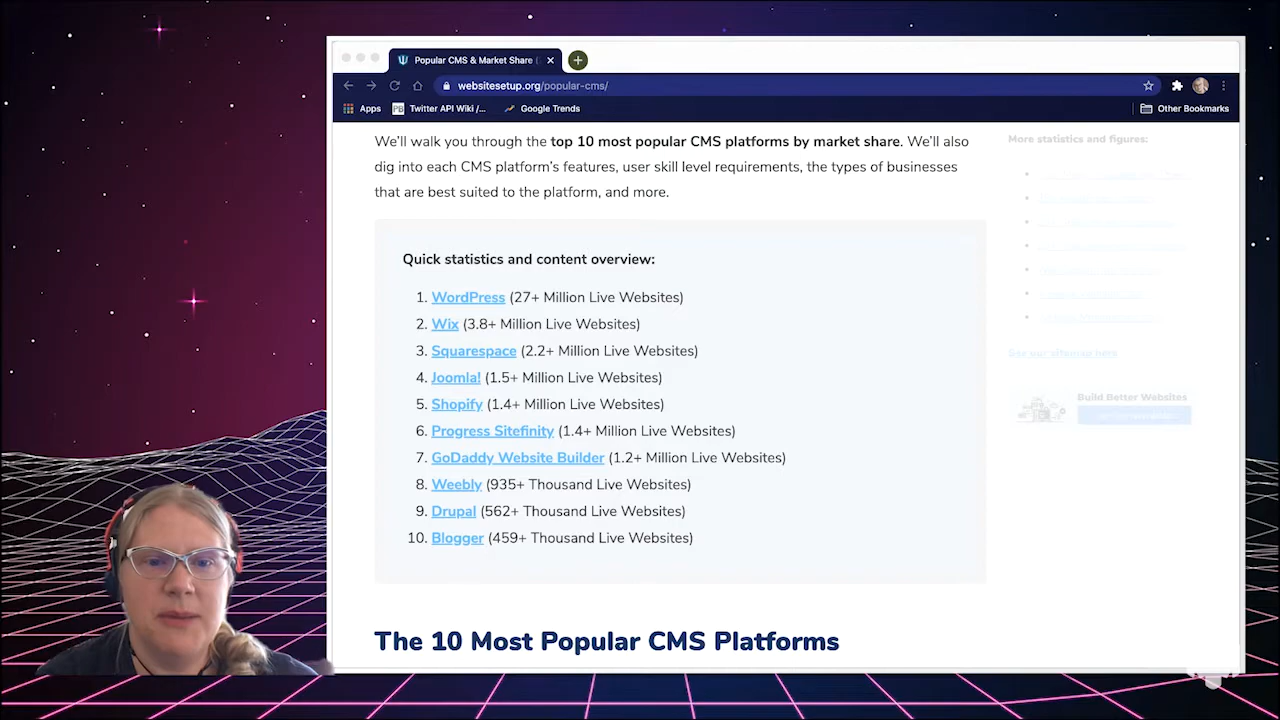 Popular CMS & Market Share (
websitesetup.org/popular-cms/
Apps
Twitter API Wiki /...
Google Trends
Other Bookmarks
We'll walk you through the top 10 most popular CMS platforms by market share. We'll also
dig into each CMS platform's features, user skill level requirements, the types of businesses
that are best suited to the platform, and more.
More statistics and figures:
Quick statistics and content overview:
1. WordPress (27+ Million Live Websites)
2. Wix (3.8+ Million Live Websites)
3. Squarespace (2.2+ Million Live Websites)
4. Joomla! (1.5+ Million Live Websites)
5. Shopify (1.4+ Million Live Websites)
6. Progress Sitefinity (1.4+ Million Live Websites)
7. GoDaddy Website Builder (1.2+ Million Live Websites)
8. Weebly (935+ Thousand Live Websites)
9. Drupal (562+ Thousand Live Websites)
10. Blogger (459+ Thousand Live Websites)
See our sitemap here
Build Better Websites
The 10 Most Popular CMS Platforms